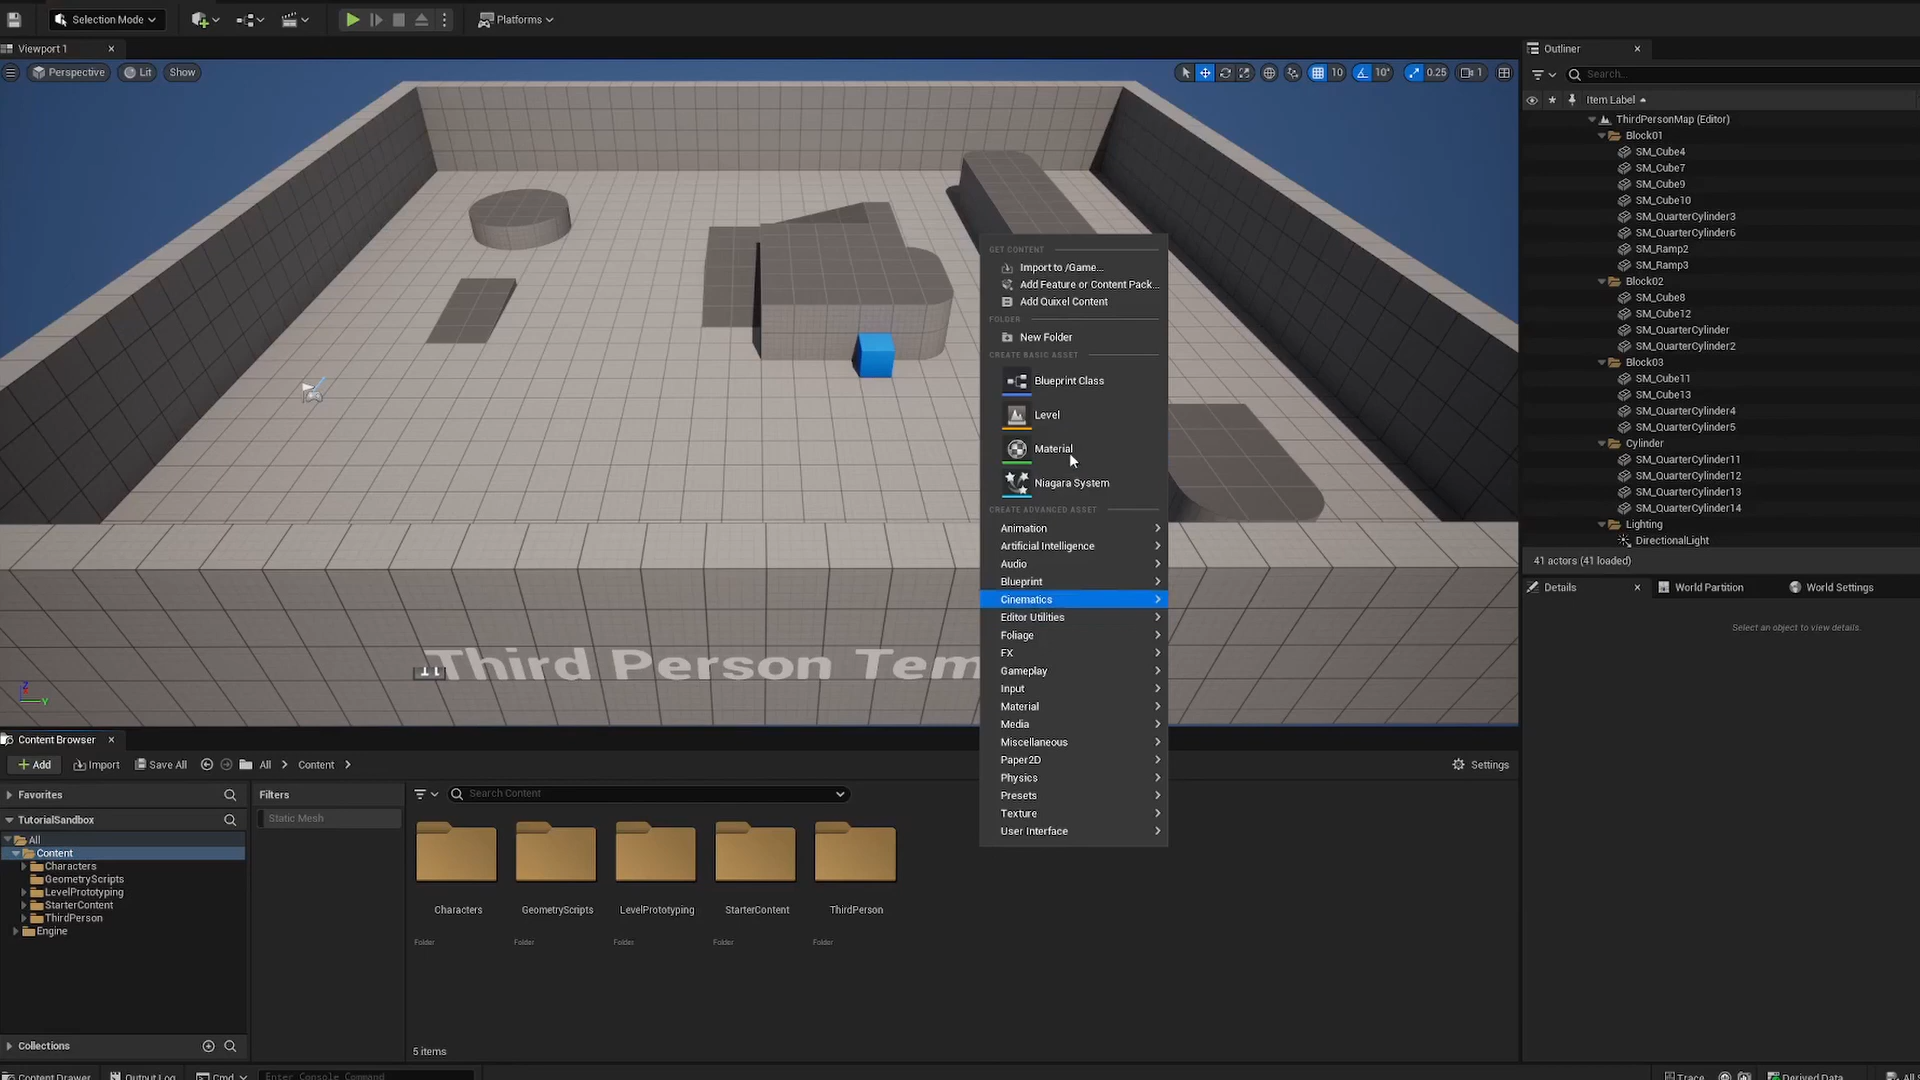 Selection Mode
Platforms
Viewport 1
Outliner
Perspective
Lit
Show
10
10°
0.25
1
Search...
Item Label
ThirdPersonMap (Editor)
Block01
SM_Cube4
SM_Cube7
SM_Cube9
SM_Cube10
SM_QuarterCylinder3
SM_QuarterCylinder6
SM_Ramp2
SM_Ramp3
Block02
SM_Cube8
SM_Cube12
SM_QuarterCylinder
SM_QuarterCylinder2
Block03
SM_Cube11
SM_Cube13
SM_QuarterCylinder4
SM_QuarterCylinder5
Cylinder
SM_QuarterCylinder11
SM_QuarterCylinder12
SM_QuarterCylinder13
SM_QuarterCylinder14
Lighting
DirectionalLight
41 actors (41 loaded)
Details
World Partition
World Settings
Select an object to view details.
GET CONTENT
Import to /Game...
Add Feature or Content Pack...
Add Quixel Content
FOLDER
New Folder
CREATE BASIC ASSET
Blueprint Class
Level
Material
Niagara System
CREATE ADVANCED ASSET
Animation
Artificial Intelligence
Audio
Blueprint
Cinematics
Editor Utilities
Foliage
FX
Gameplay
Input
Material
Media
Miscellaneous
Paper2D
Physics
Presets
Texture
User Interface
Third Person Tem
Z
Y
Content Browser
Add
Import
Save All
All
Content
Settings
Favorites
Filters
Search Content
TutorialSandbox
Static Mesh
All
Content
Characters
GeometryScripts
LevelPrototyping
StarterContent
ThirdPerson
Engine
Characters
GeometryScripts
LevelPrototyping
StarterContent
ThirdPerson
Folder
Folder
Folder
Folder
Folder
Collections
5 items
Content Drawer
Output Log
Cmd
Enter Console Command
Trace
Derived Data
All S